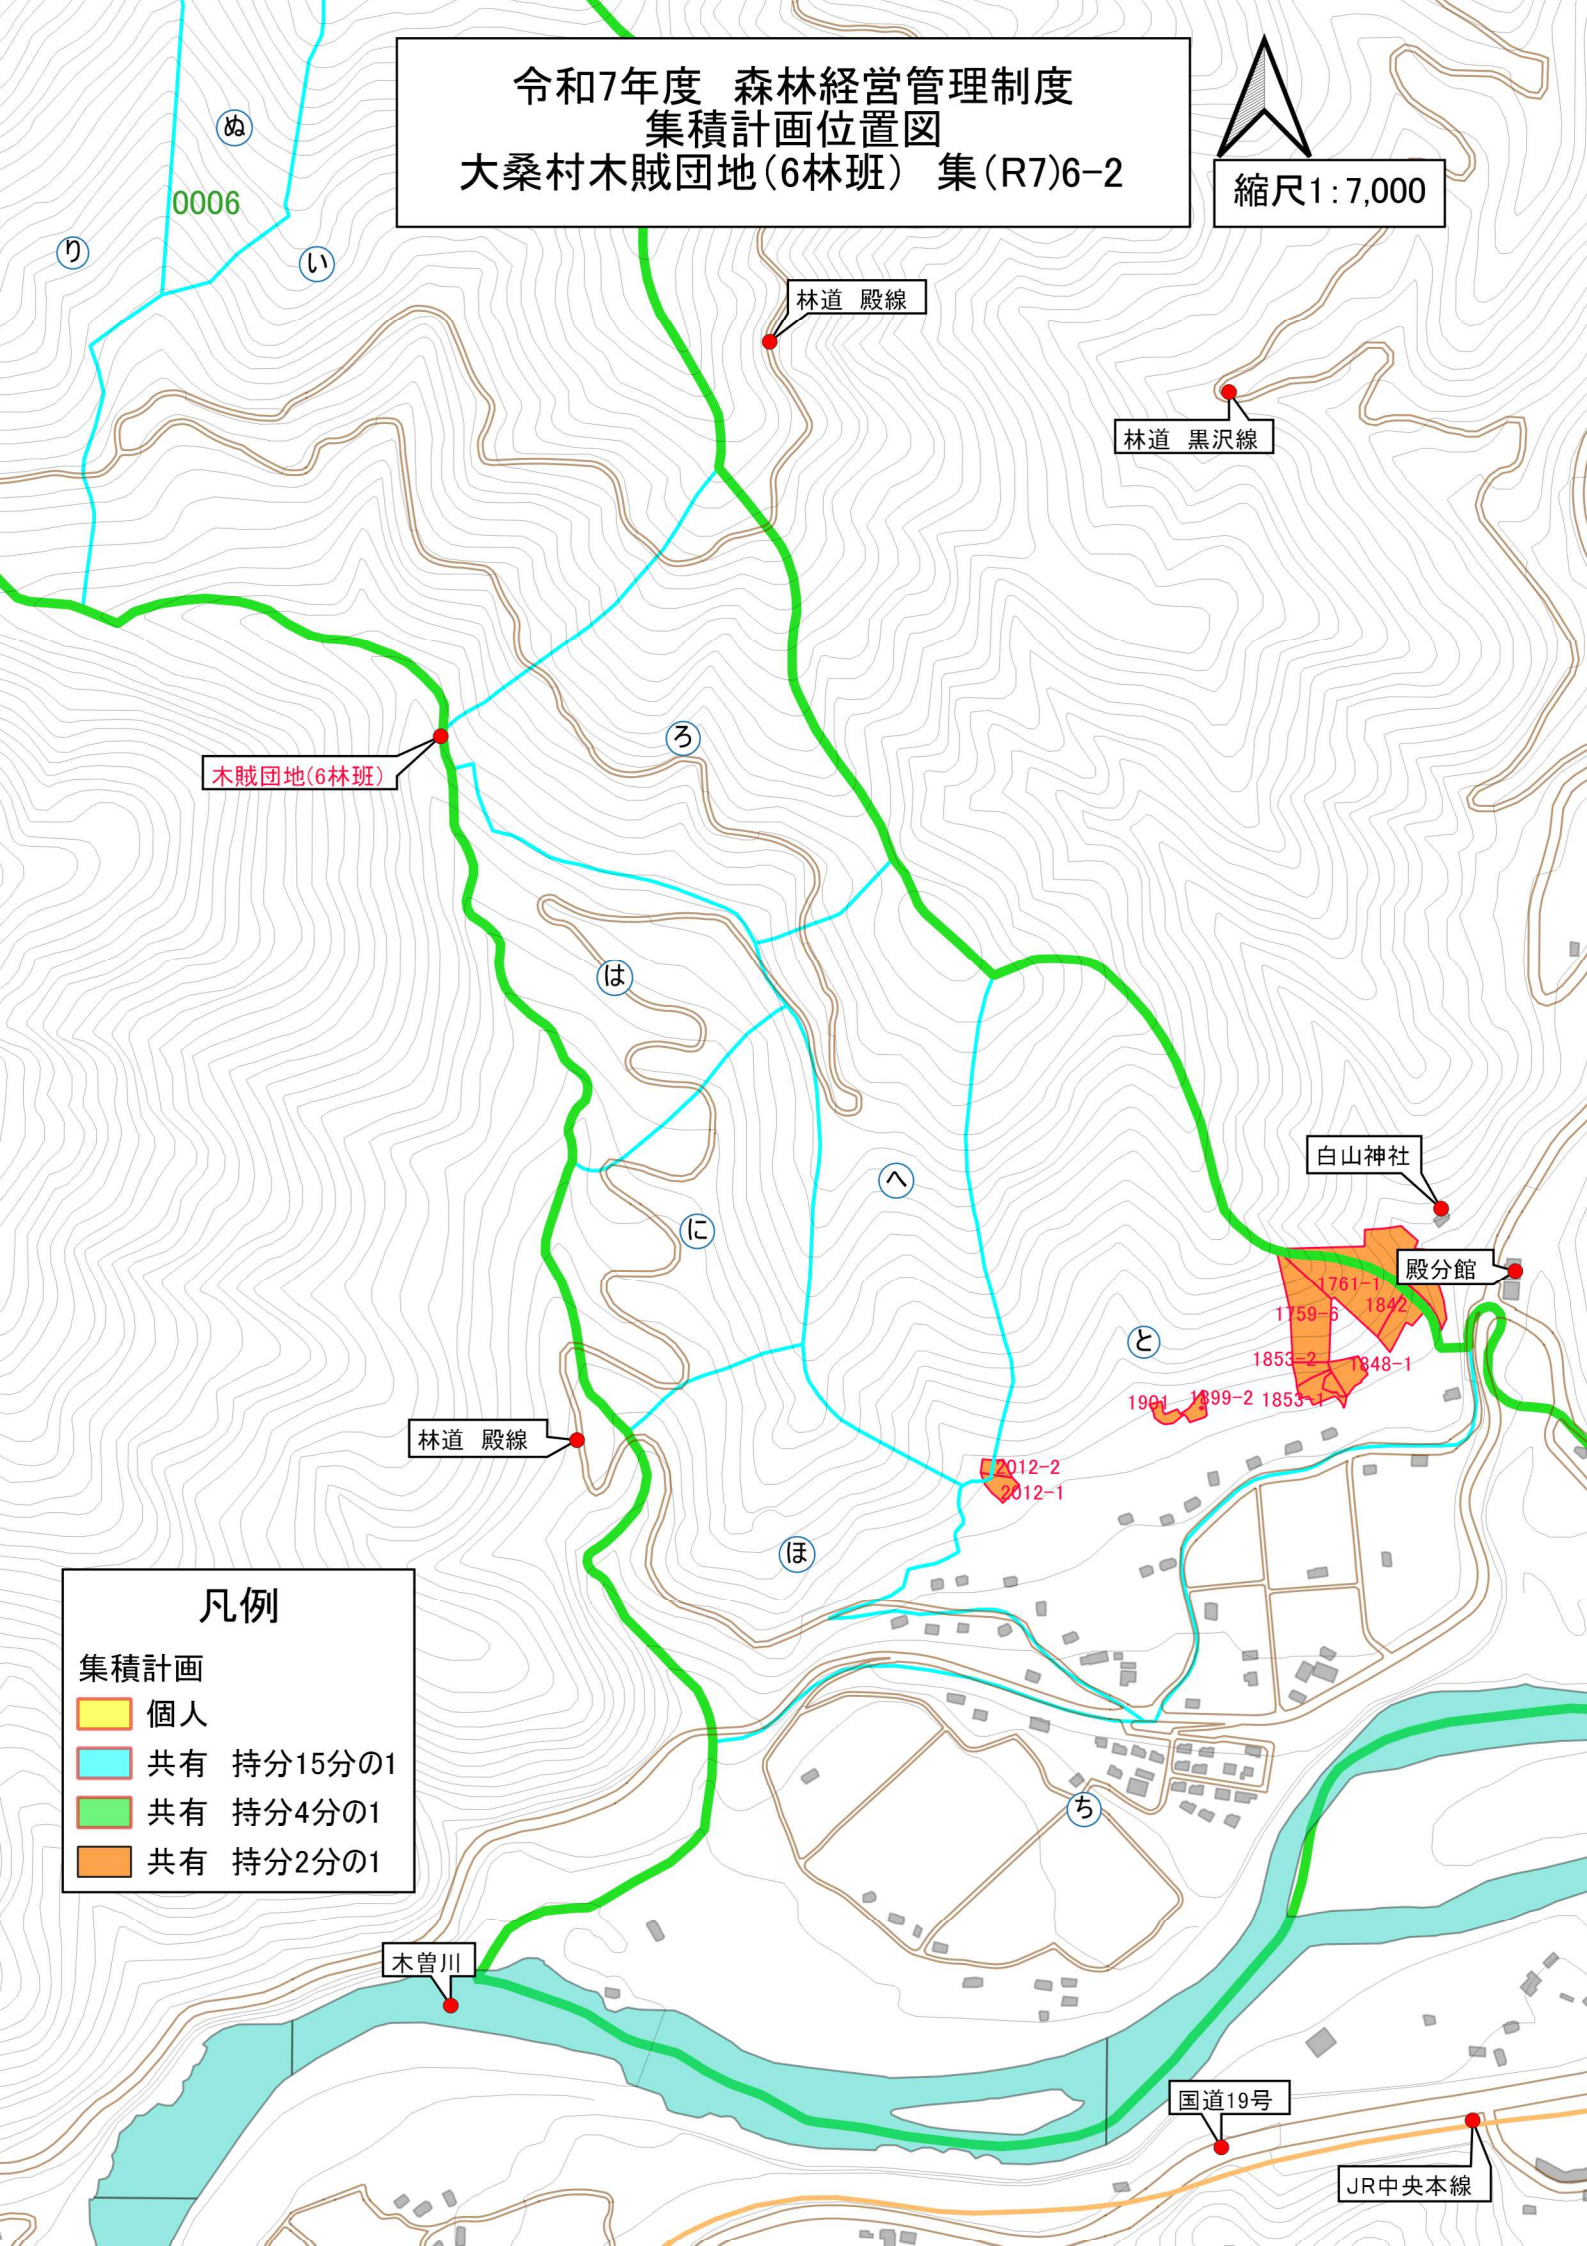 令和7年度　森林経営管理制度
集積計画位置図
大桑村木賊団地(6林班)　集(R7)6-2
縮尺1:7,000
ぬ
0006
り
い
林道　殿線
林道　黒沢線
ろ
木賊団地(6林班)
は
白山神社
へ
に
殿分館
1761-1
1842
1759-6
と
1853-2
1848-1
1901
1899-2
1853-1
林道　殿線
2012-2
2012-1
ほ
凡例
集積計画
個人
共有　持分15分の1
共有　持分4分の1
共有　持分2分の1
ち
木曽川
国道19号
JR中央本線